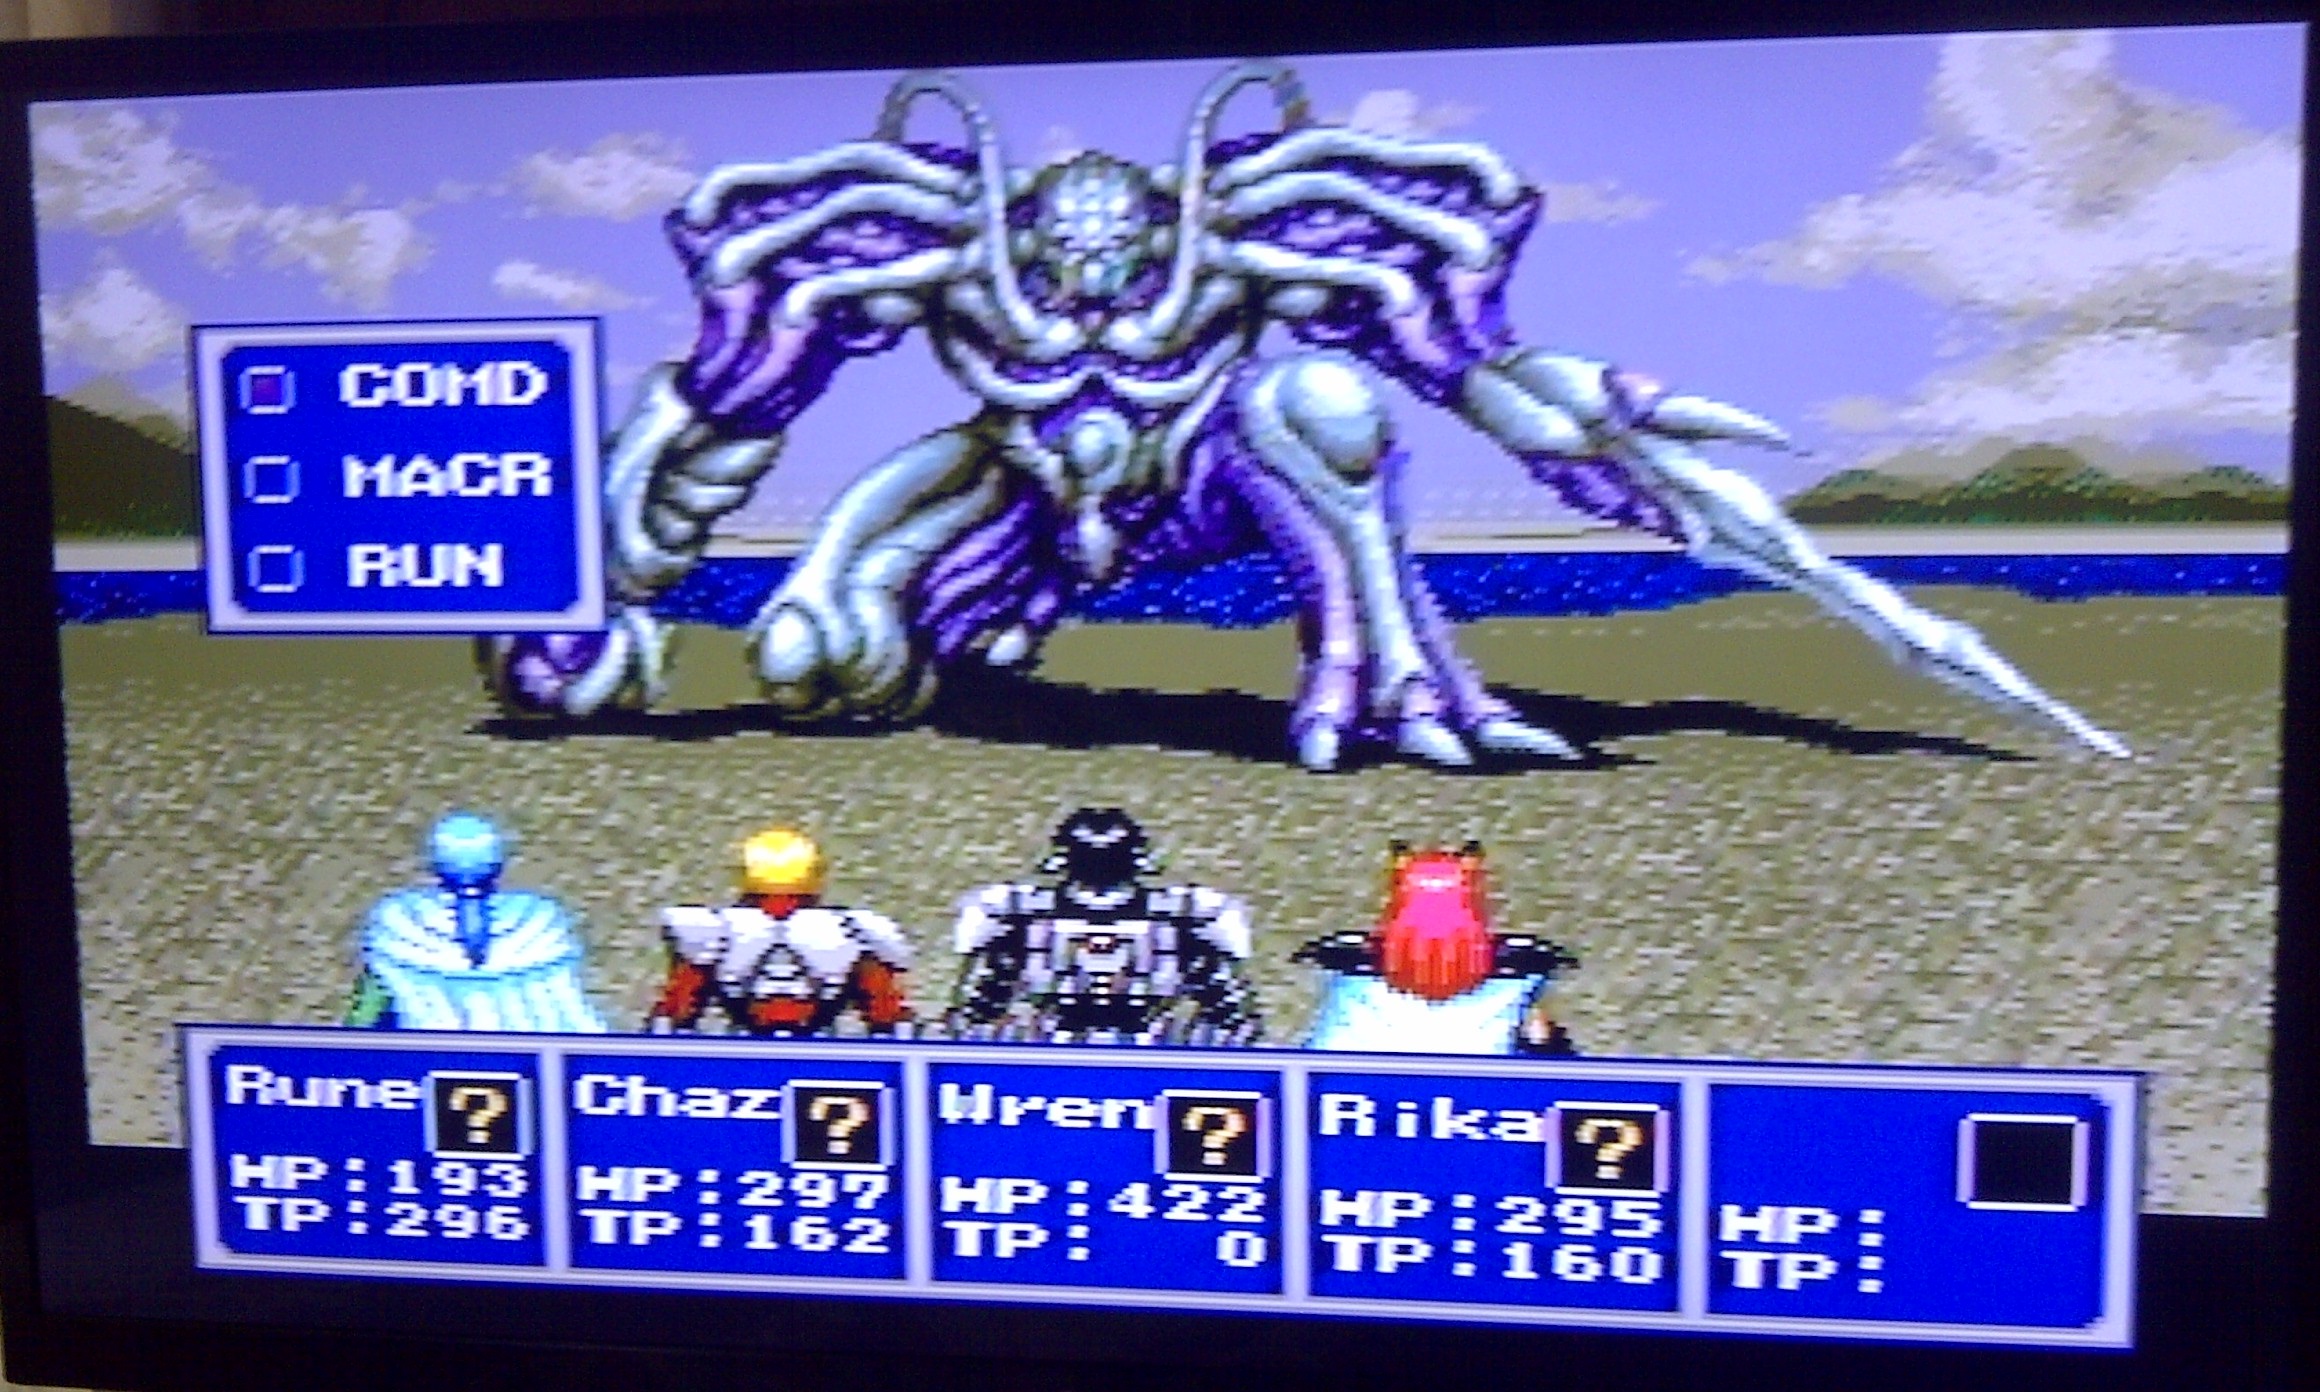 COMD
MACR
RUN
Rune ?
HP:193
TP:296
Chaz ?
HP:297
TP:162
Wren ?
HP:422
TP: 0
Rika ?
HP:295
TP:160
HP:
TP: